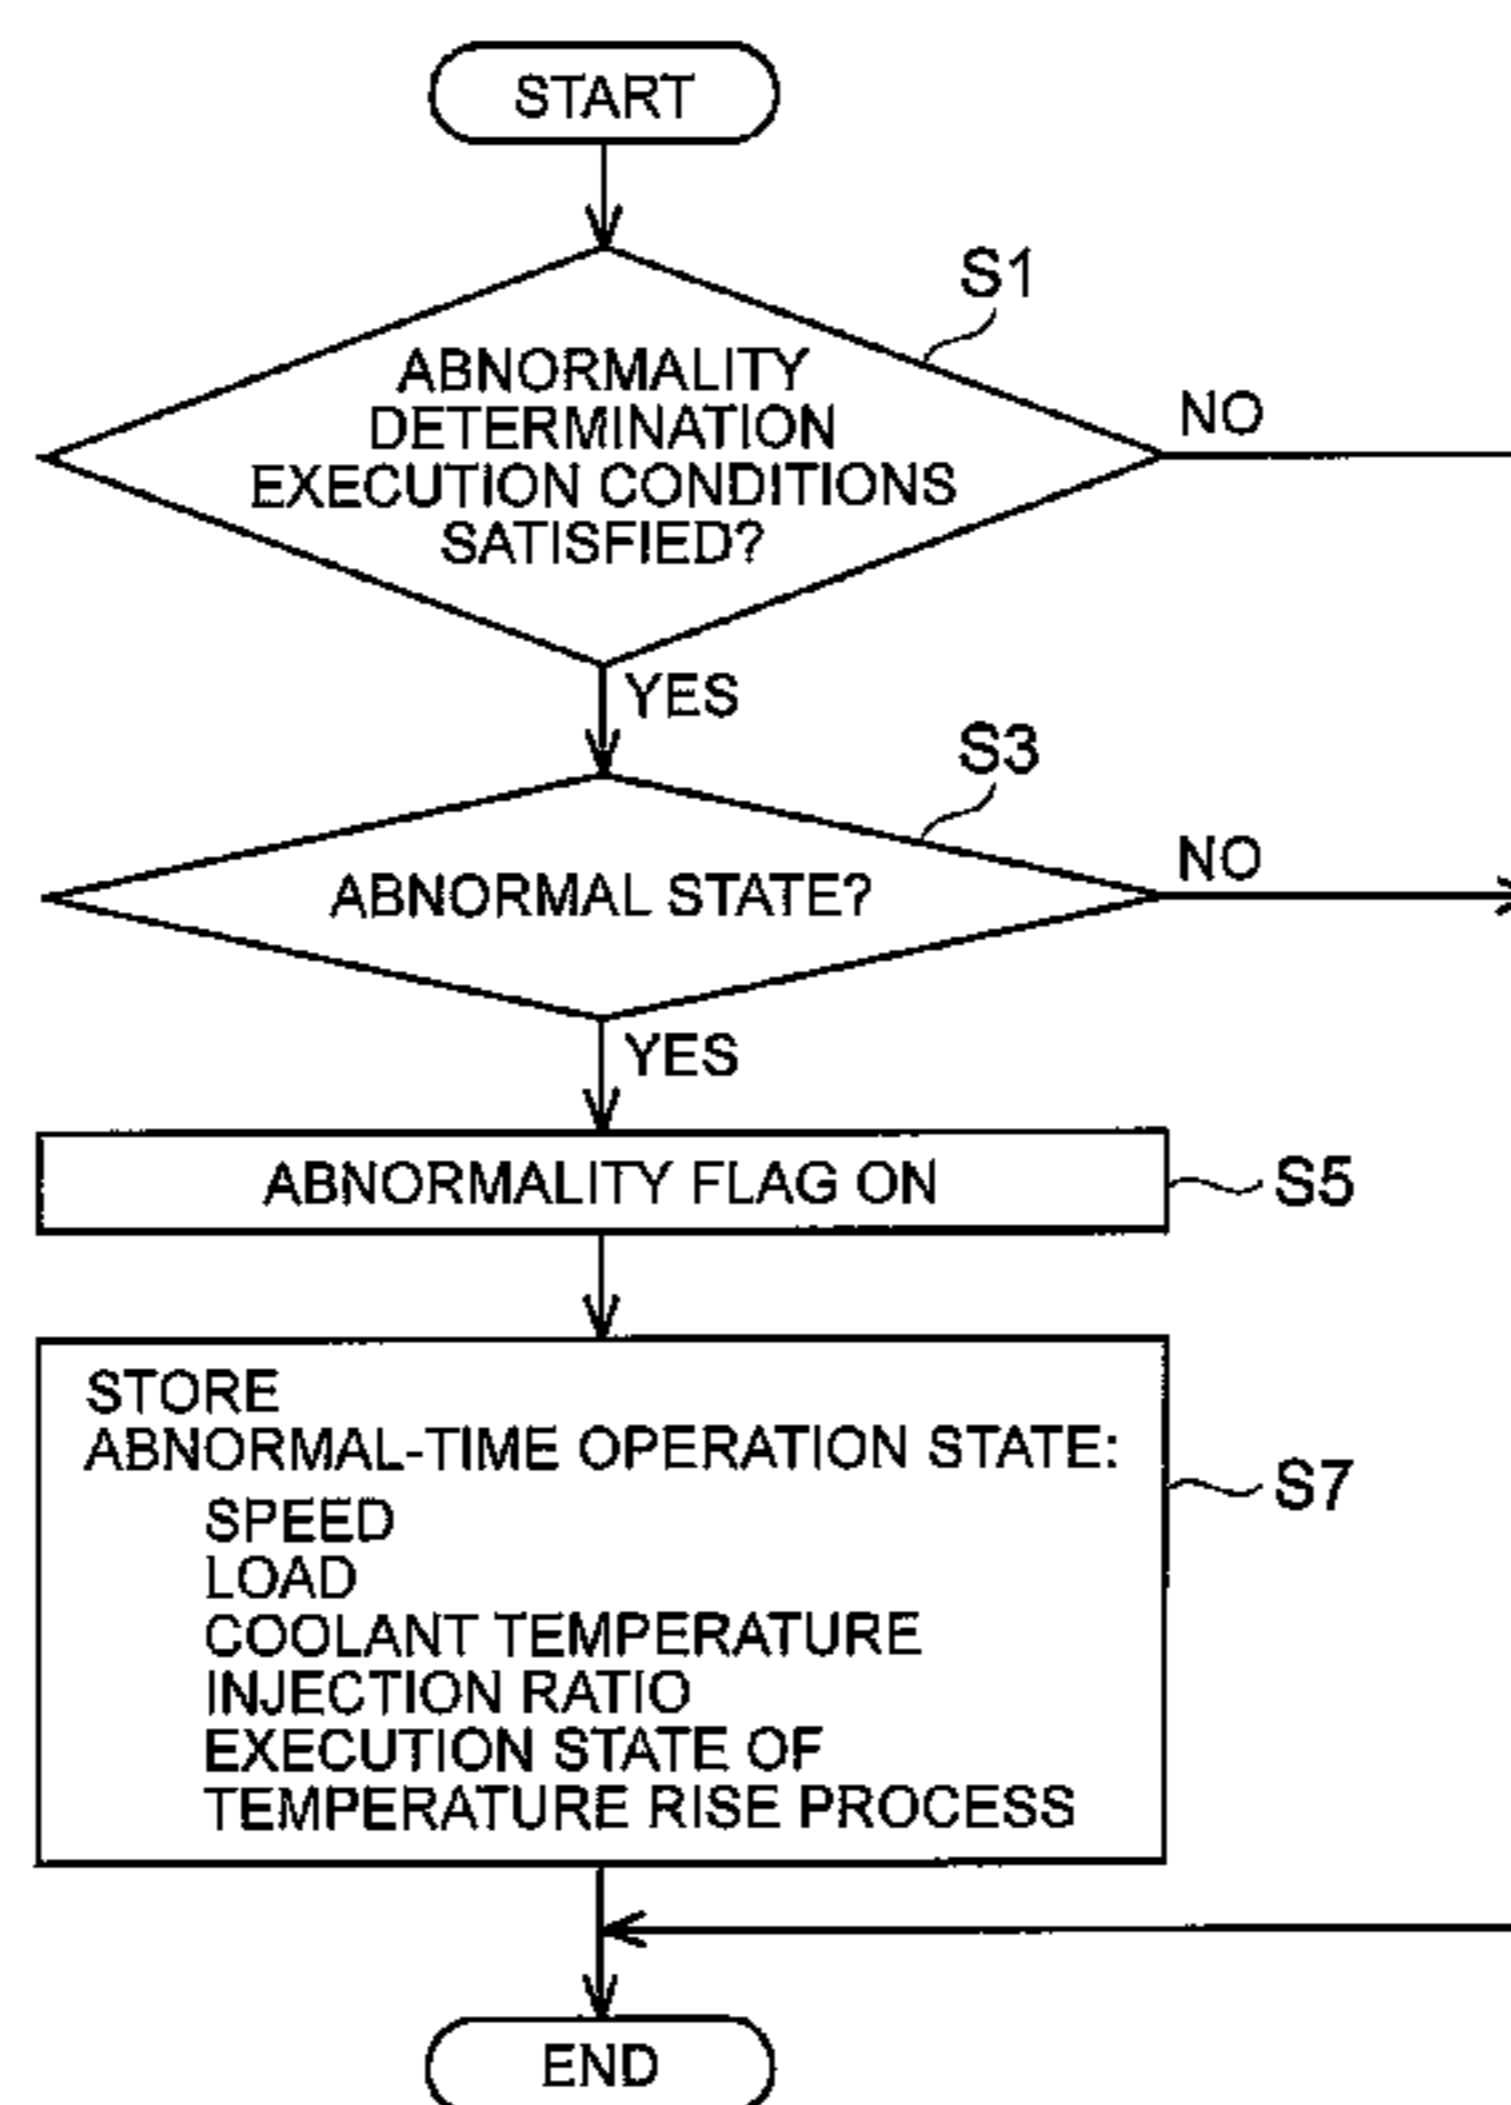 START
S1
ABNORMALITY
DETERMINATION
EXECUTION CONDITIONS
SATISFIED?
NO
YES
S3
ABNORMAL STATE?
NO
YES
ABNORMALITY FLAG ON
S5
STORE
ABNORMAL-TIME OPERATION STATE:
SPEED
LOAD
COOLANT TEMPERATURE
INJECTION RATIO
EXECUTION STATE OF
TEMPERATURE RISE PROCESS
S7
END